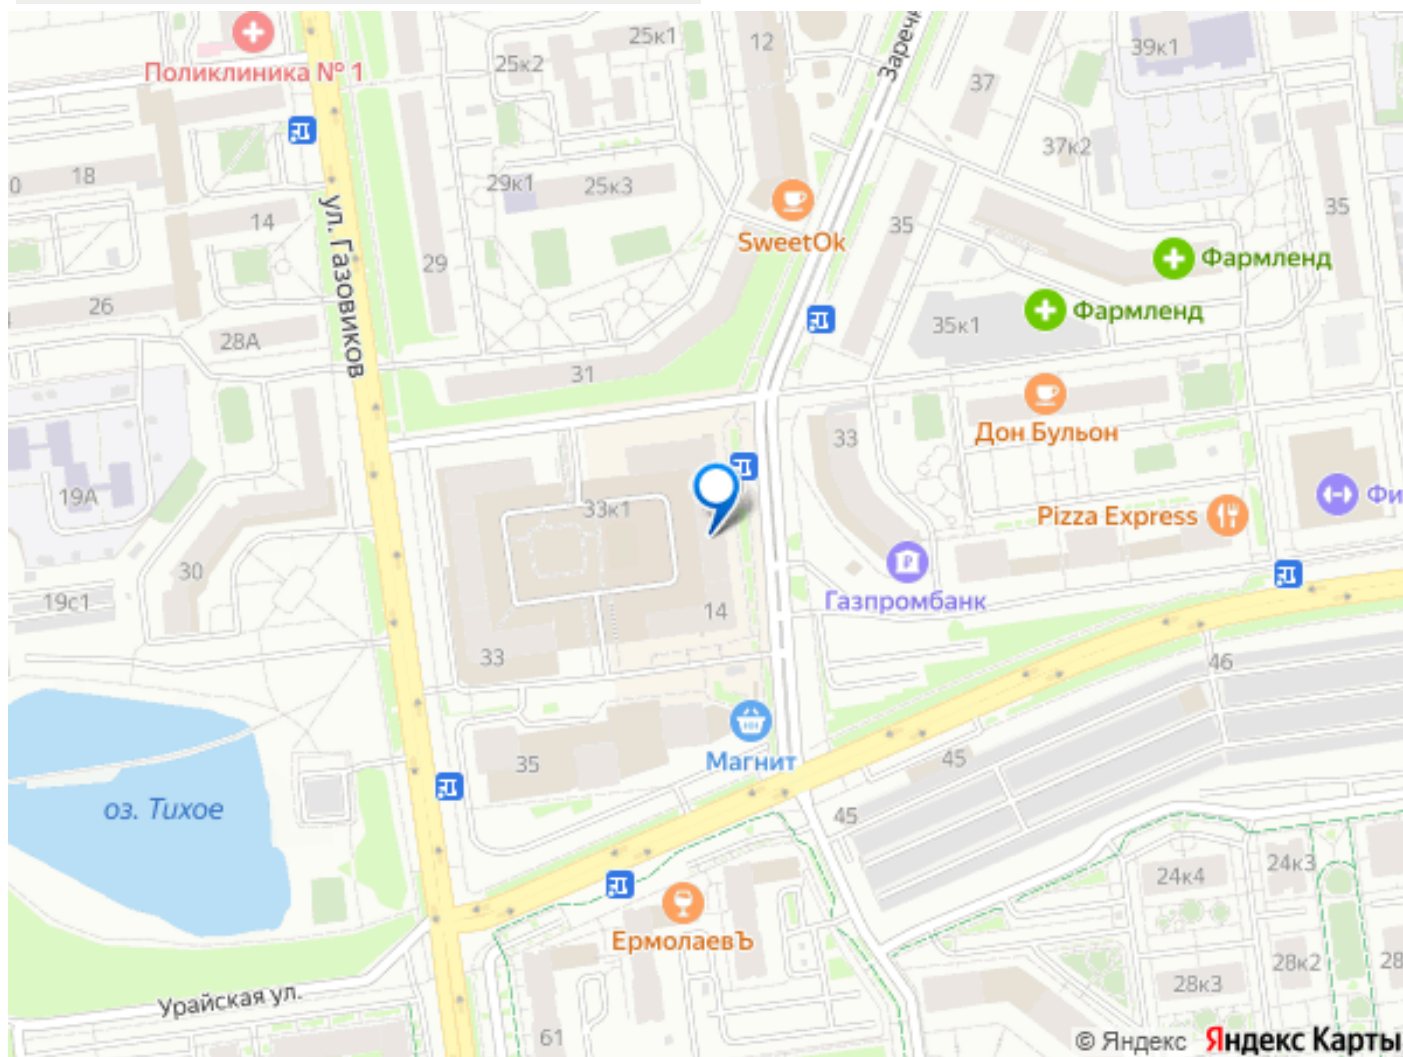 25к1
12
39к1
Заречн
25к2
Поликлиника № 1
37
37к2
0
18
29к1
25к3
35
14
ул. Газовиков
SweetOk
35
29
Фармленд
26
Фармленд
28А
35к1
31
Дон Бульон
33
19А
33к1
Фи
Pizza Express
30
19с1
Газпромбанк
14
33
46
35
Магнит
45
оз. Тихое
45
24к4
24к3
ЕрмолаевЪ
Урайская ул.
28к2
28
28к3
61
© Яндекс Яндекс Карты